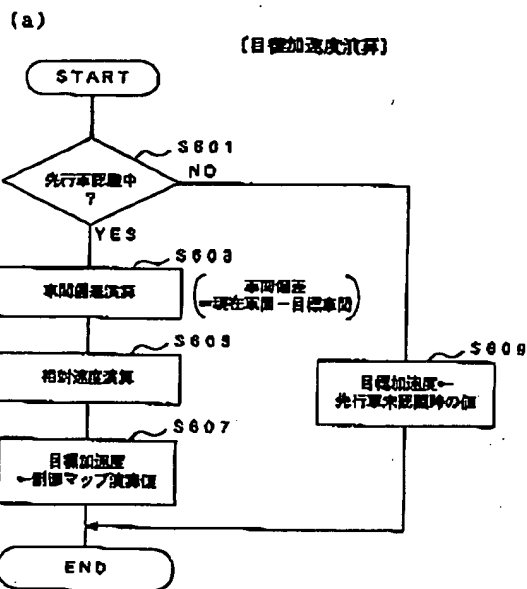 (a)
[目標加速度演算]
START
S601
先行車認識中
?
NO
YES
S603
車間偏差演算
車間偏差
=現在車間－目標車間
S605
相対速度演算
S609
目標加速度←
先行車未認識時の値
S607
目標加速度
←制御マップ演算値
END